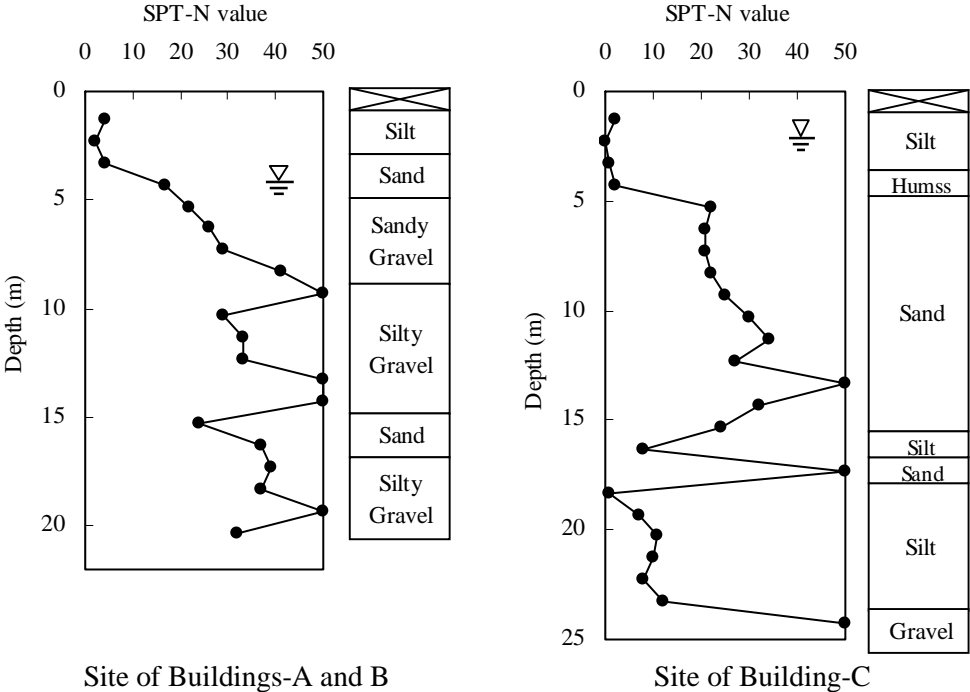 SPT-N value
0 10 20 30 40 50
0
5
10
15
20
Depth (m)
Silt
Sand
Sandy
Gravel
Silty
Gravel
Sand
Silty
Gravel
Site of Buildings-A and B
SPT-N value
0 10 20 30 40 50
0
5
10
15
20
25
Depth (m)
Silt
Humss
Sand
Silt
Sand
Silt
Gravel
Site of Building-C